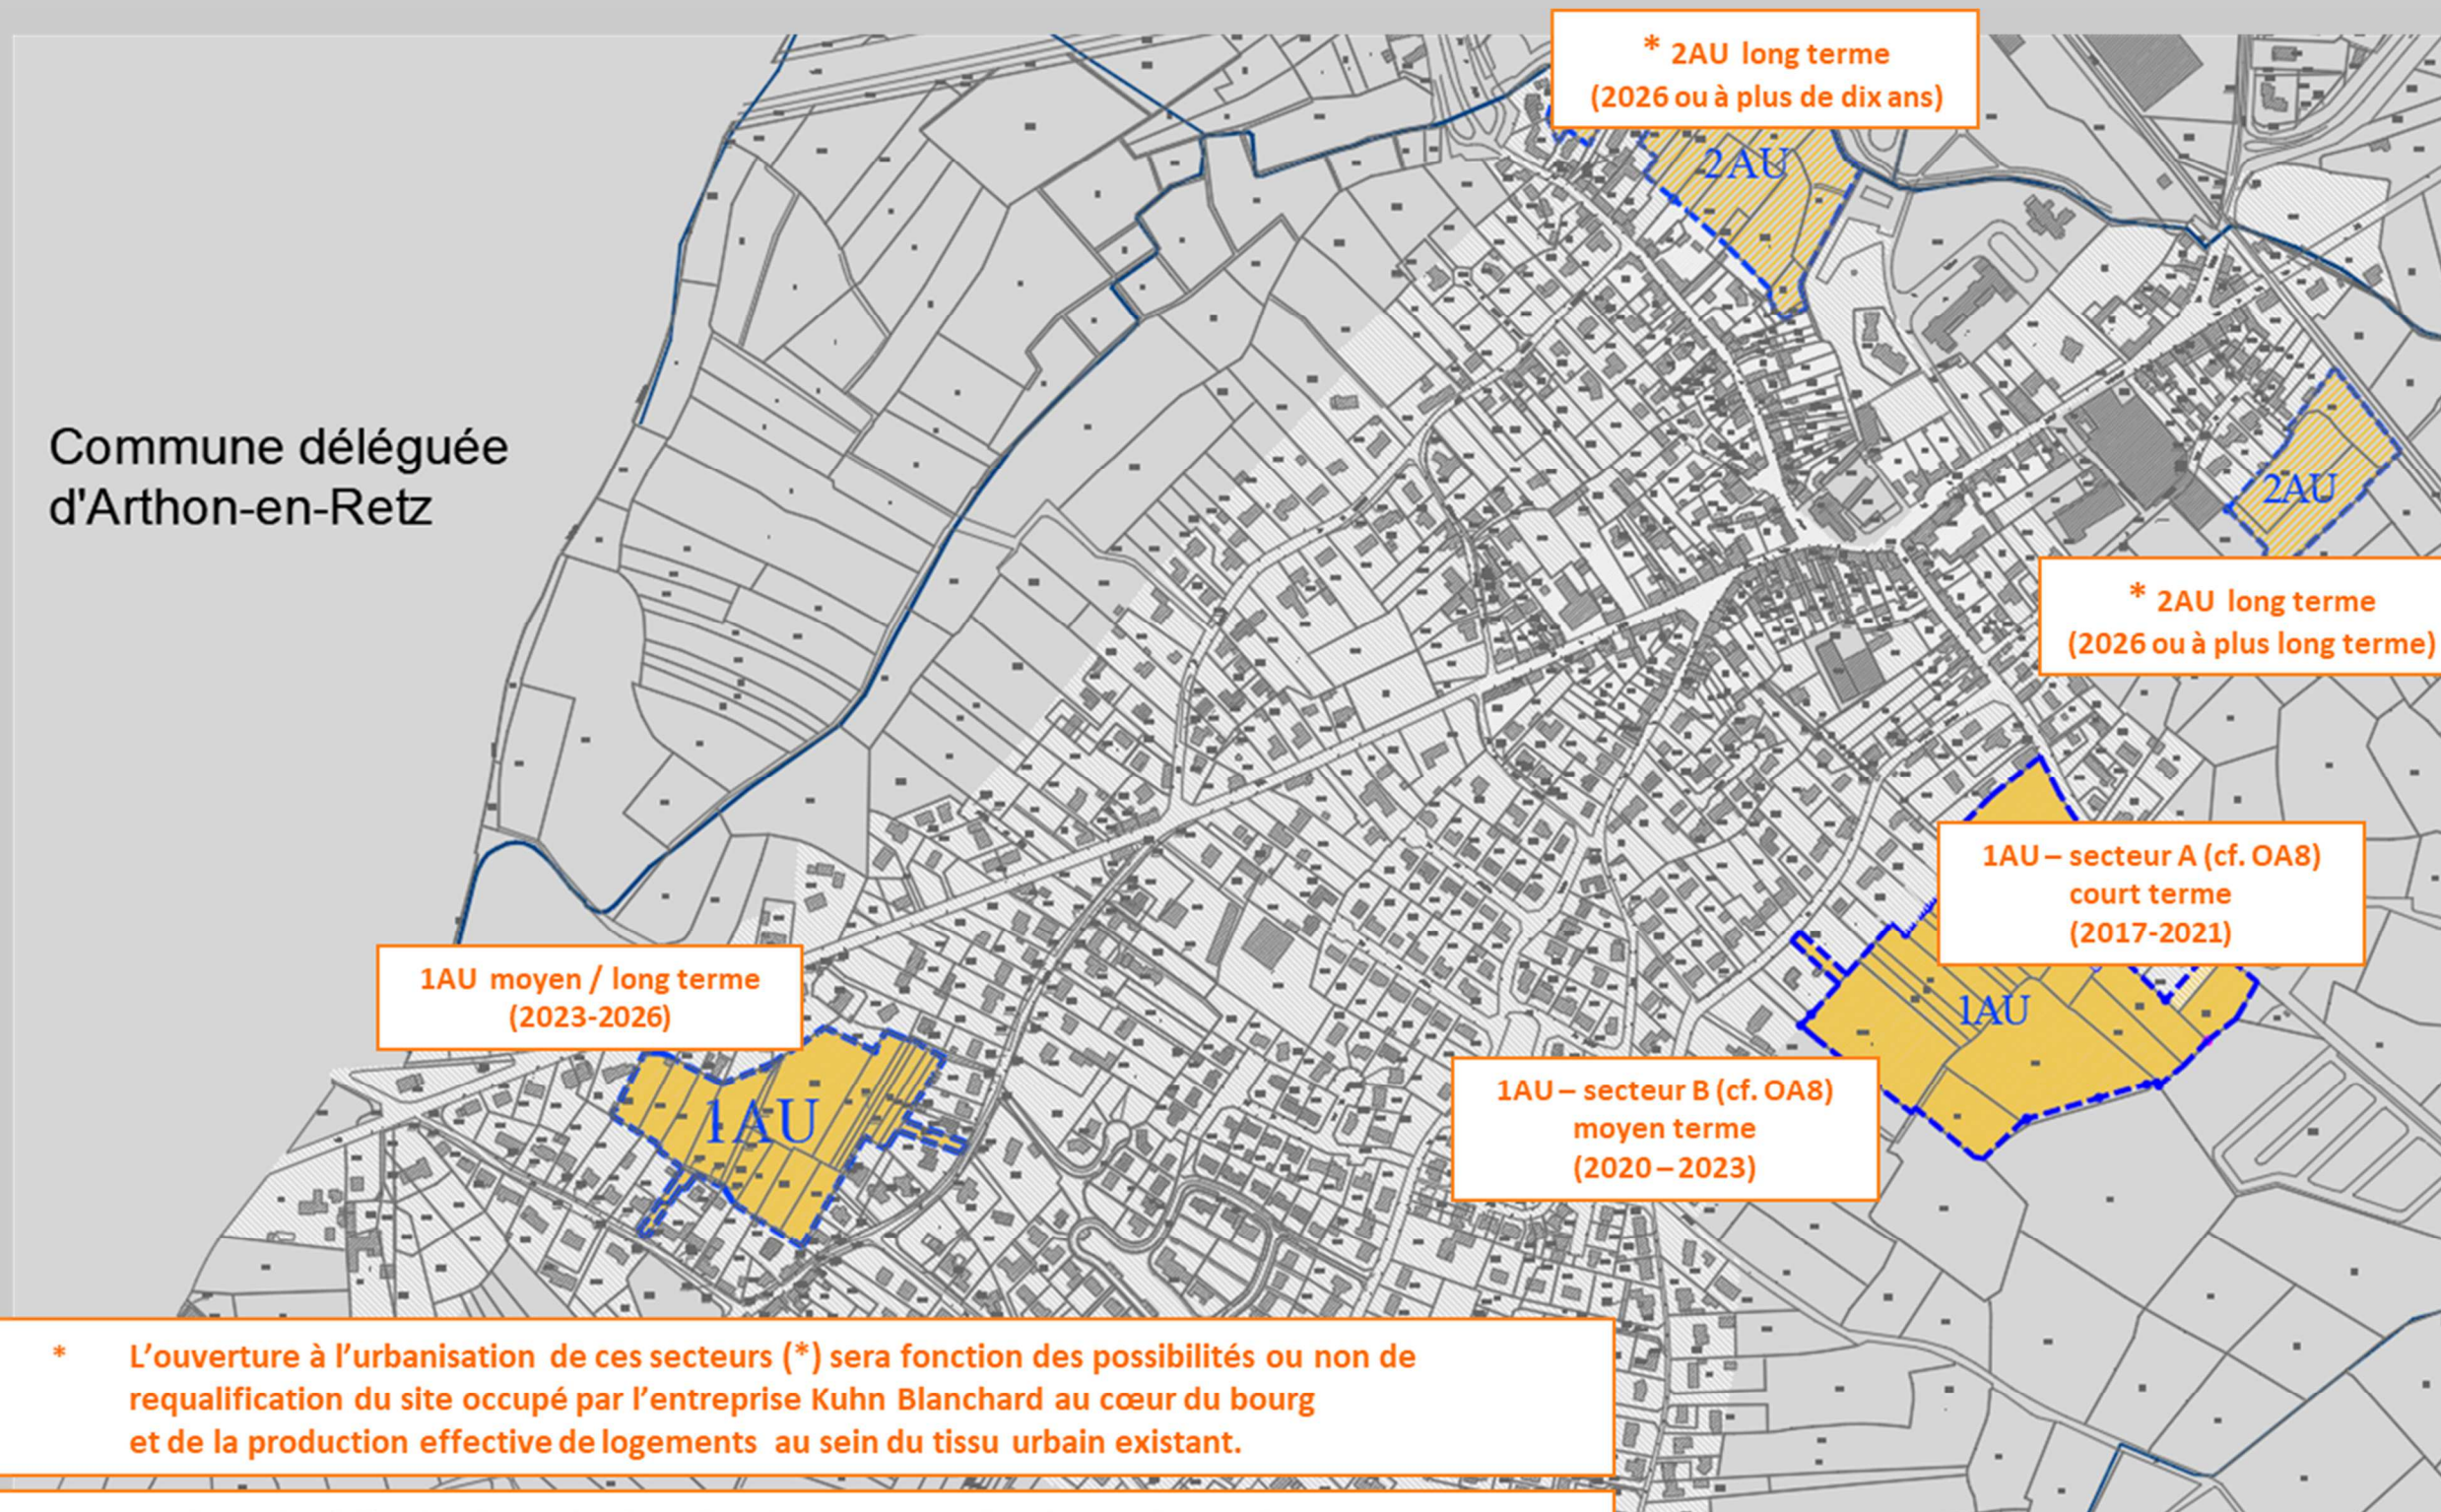 * 2AU long terme
(2026 ou à plus de dix ans)
2AU
Commune déléguée
d'Arthon-en-Retz
2AU
* 2AU long terme
(2026 ou à plus long terme)
1AU – secteur A (cf. OA8)
court terme
(2017-2021)
1AU moyen / long terme
(2023-2026)
1AU
1AU
1AU – secteur B (cf. OA8)
moyen terme
(2020 – 2023)
* L’ouverture à l’urbanisation de ces secteurs (*) sera fonction des possibilités ou non de
requalification du site occupé par l’entreprise Kuhn Blanchard au cœur du bourg
et de la production effective de logements au sein du tissu urbain existant.